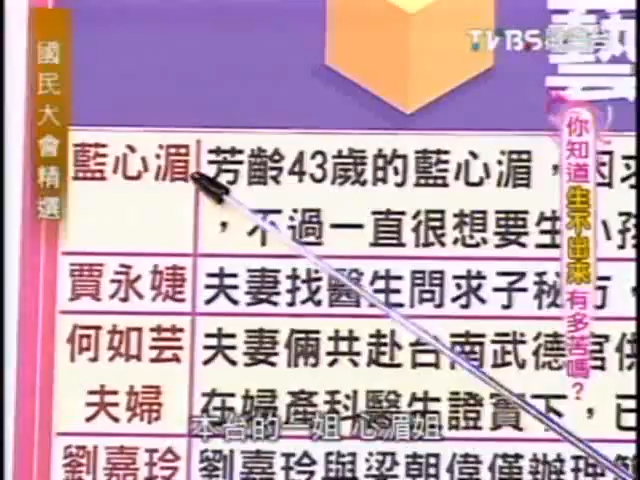 TVBS
藝
國民大會精選
你知道生不出來有多苦嗎?
藍心湄
芳齡43歲的藍心湄,因求
,不過一直很想要生小孩
賈永婕
夫妻找醫生問求子秘方,
何如芸
夫婦
夫妻倆共赴台南武德宮
在婦產科醫生證實下,已
劉嘉玲
劉嘉玲與梁朝偉僅辦理
本台的一姐 心湄姐